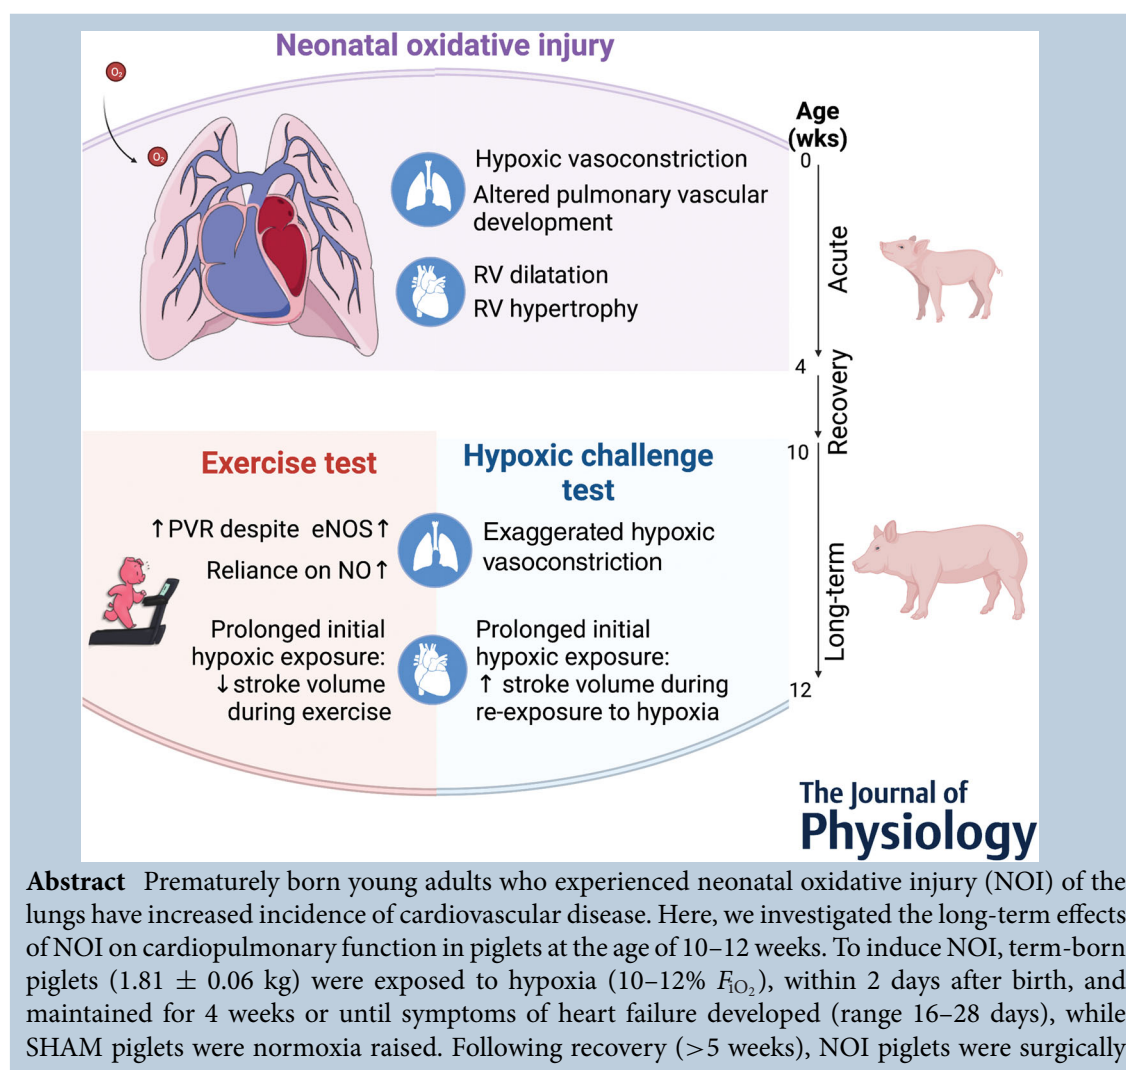 Neonatal oxidative injury
O₂
O₂
Hypoxic vasoconstriction
Altered pulmonary vascular
development
RV dilatation
RV hypertrophy
Age
(wks)
0
Acute
4
Recovery
10
Long-term
12
Exercise test
↑PVR despite eNOS↑
Reliance on NO↑
Prolonged initial
hypoxic exposure:
↓stroke volume
during exercise
Hypoxic challenge
test
Exaggerated hypoxic
vasoconstriction
Prolonged initial
hypoxic exposure:
↑ stroke volume during
re-exposure to hypoxia
The Journal of
Physiology
Abstract Prematurely born young adults who experienced neonatal oxidative injury (NOI) of the
lungs have increased incidence of cardiovascular disease. Here, we investigated the long-term effects
of NOI on cardiopulmonary function in piglets at the age of 10–12 weeks. To induce NOI, term-born
piglets (1.81 ± 0.06 kg) were exposed to hypoxia (10–12% FiO₂), within 2 days after birth, and
maintained for 4 weeks or until symptoms of heart failure developed (range 16–28 days), while
SHAM piglets were normoxia raised. Following recovery (>5 weeks), NOI piglets were surgically